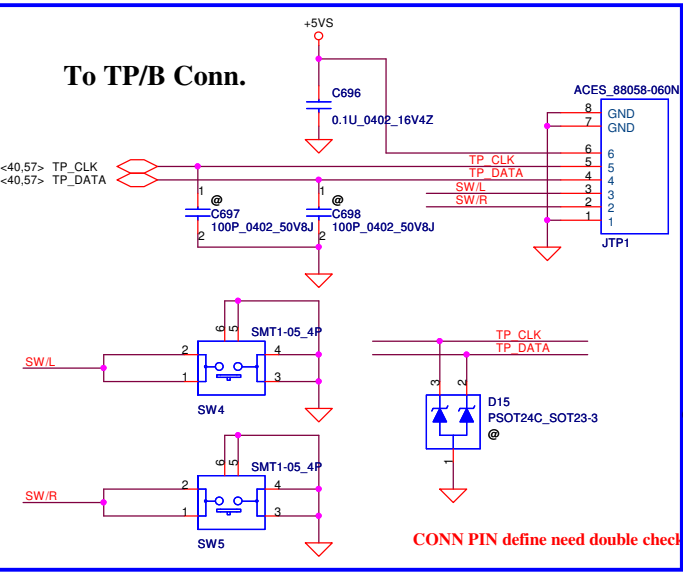 +5VS
To TP/B Conn.
C696
0.1U_0402_16V4Z
ACES_88058-060N
8 GND
7 GND
6 6
<40,57> TP_CLK
TP_CLK 5 5
<40,57> TP_DATA
TP_DATA 4 4
SW/L 3 3
SW/R 2 2
1 1
JTP1
1
@
C697
100P_0402_50V8J
2
1
@
C698
100P_0402_50V8J
2
6 5
SMT1-05_4P
SW/L
2 4
1 3
SW4
TP_CLK
TP_DATA
3 2
D15
PSOT24C_SOT23-3
@
1
6 5
SMT1-05_4P
SW/R
2 4
1 3
SW5
CONN PIN define need double check